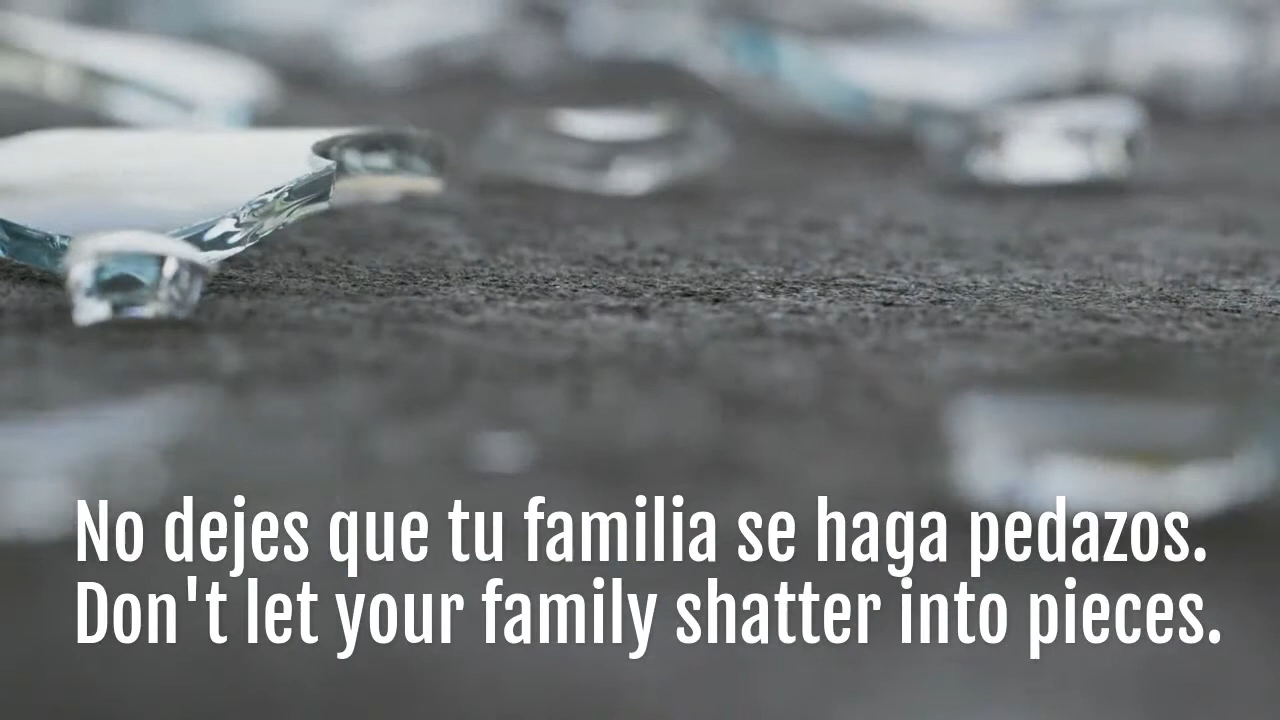 No dejes que tu familia se haga pedazos.
Don't let your family shatter into pieces.